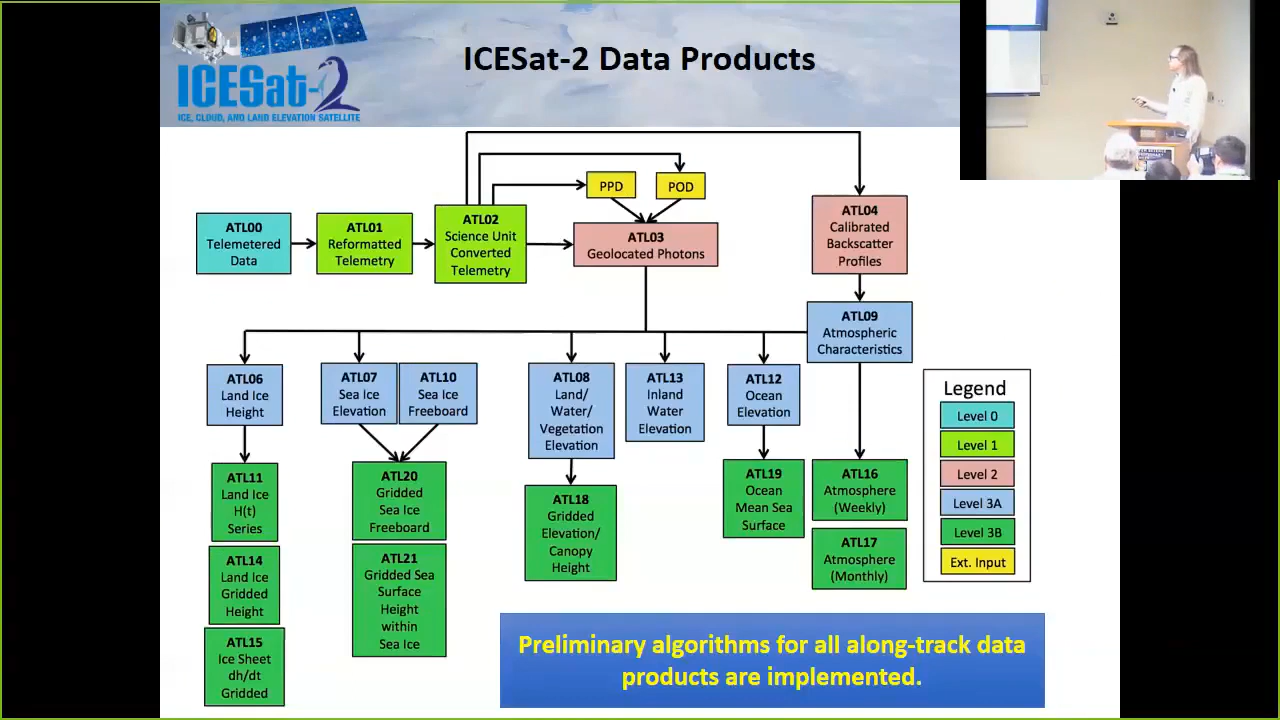 ICESat-2
ICE, CLOUD, AND LAND ELEVATION SATELLITE
ICESat-2 Data Products
PPD
POD
ATL00
Telemetered
Data
ATL01
Reformatted
Telemetry
ATL02
Science Unit
Converted
Telemetry
ATL03
Geolocated Photons
ATL04
Calibrated
Backscatter
Profiles
ATL09
Atmospheric
Characteristics
ATL06
Land Ice
Height
ATL07
Sea Ice
Elevation
ATL10
Sea Ice
Freeboard
ATL08
Land/
Water/
Vegetation
Elevation
ATL13
Inland
Water
Elevation
ATL12
Ocean
Elevation
ATL11
Land Ice
H(t)
Series
ATL14
Land Ice
Gridded
Height
ATL15
Ice Sheet
dh/dt
Gridded
ATL20
Gridded
Sea Ice
Freeboard
ATL21
Gridded Sea
Surface
Height
within
Sea Ice
ATL18
Gridded
Elevation/
Canopy
Height
ATL19
Ocean
Mean Sea
Surface
ATL16
Atmosphere
(Weekly)
ATL17
Atmosphere
(Monthly)
Legend
Level 0
Level 1
Level 2
Level 3A
Level 3B
Ext. Input
Preliminary algorithms for all along-track data
products are implemented.